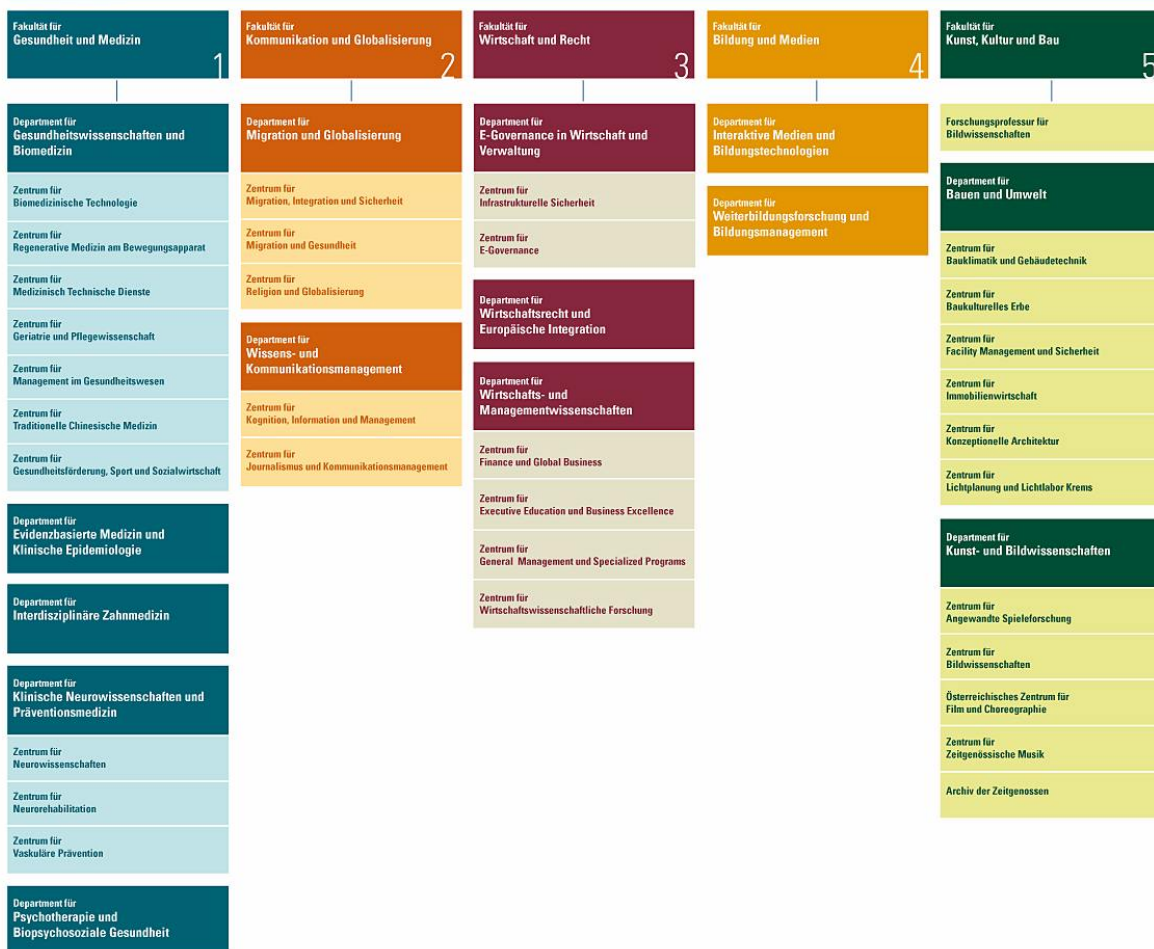 Fakultät für
Gesundheit und Medizin
1
Department für
Gesundheitswissenschaften und
Biomedizin
Zentrum für
Biomedizinische Technologie
Zentrum für
Regenerative Medizin am Bewegungsapparat
Zentrum für
Medizinisch Technische Dienste
Zentrum für
Geriatrie und Pflegewissenschaft
Zentrum für
Management im Gesundheitswesen
Zentrum für
Traditionelle Chinesische Medizin
Zentrum für
Gesundheitsförderung, Sport und Sozialwirtschaft
Department für
Evidenzbasierte Medizin und
Klinische Epidemiologie
Department für
Interdisziplinäre Zahnmedizin
Department für
Klinische Neurowissenschaften und
Präventionsmedizin
Zentrum für
Neurowissenschaften
Zentrum für
Neurorehabilitation
Zentrum für
Vaskuläre Prävention
Department für
Psychotherapie und
Biopsychosoziale Gesundheit
Fakultät für
Kommunikation und Globalisierung
2
Department für
Migration und Globalisierung
Zentrum für
Migration, Integration und Sicherheit
Zentrum für
Migration und Gesundheit
Zentrum für
Religion und Globalisierung
Department für
Wissens- und
Kommunikationsmanagement
Zentrum für
Kognition, Information und Management
Zentrum für
Journalismus und Kommunikationsmanagement
Fakultät für
Wirtschaft und Recht
3
Department für
E-Governance in Wirtschaft und
Verwaltung
Zentrum für
Infrastrukturelle Sicherheit
Zentrum für
E-Governance
Department für
Wirtschaftsrecht und
Europäische Integration
Department für
Wirtschafts- und
Managementwissenschaften
Zentrum für
Finance und Global Business
Zentrum für
Executive Education und Business Excellence
Zentrum für
General Management und Specialized Programs
Zentrum für
Wirtschaftswissenschaftliche Forschung
Fakultät für
Bildung und Medien
4
Department für
Interaktive Medien und
Bildungstechnologien
Department für
Weiterbildungsforschung und
Bildungsmanagement
Fakultät für
Kunst, Kultur und Bau
5
Forschungsprofessur für
Bildwissenschaften
Department für
Bauen und Umwelt
Zentrum für
Bauklimatik und Gebäudetechnik
Zentrum für
Baukulturelles Erbe
Zentrum für
Facility Management und Sicherheit
Zentrum für
Immobilienwirtschaft
Zentrum für
Konzeptionelle Architektur
Zentrum für
Lichtplanung und Lichtlabor Krems
Department für
Kunst- und Bildwissenschaften
Zentrum für
Angewandte Spieleforschung
Zentrum für
Bildwissenschaften
Österreichisches Zentrum für
Film und Choreographie
Zentrum für
Zeitgenössische Musik
Archiv der Zeitgenossen